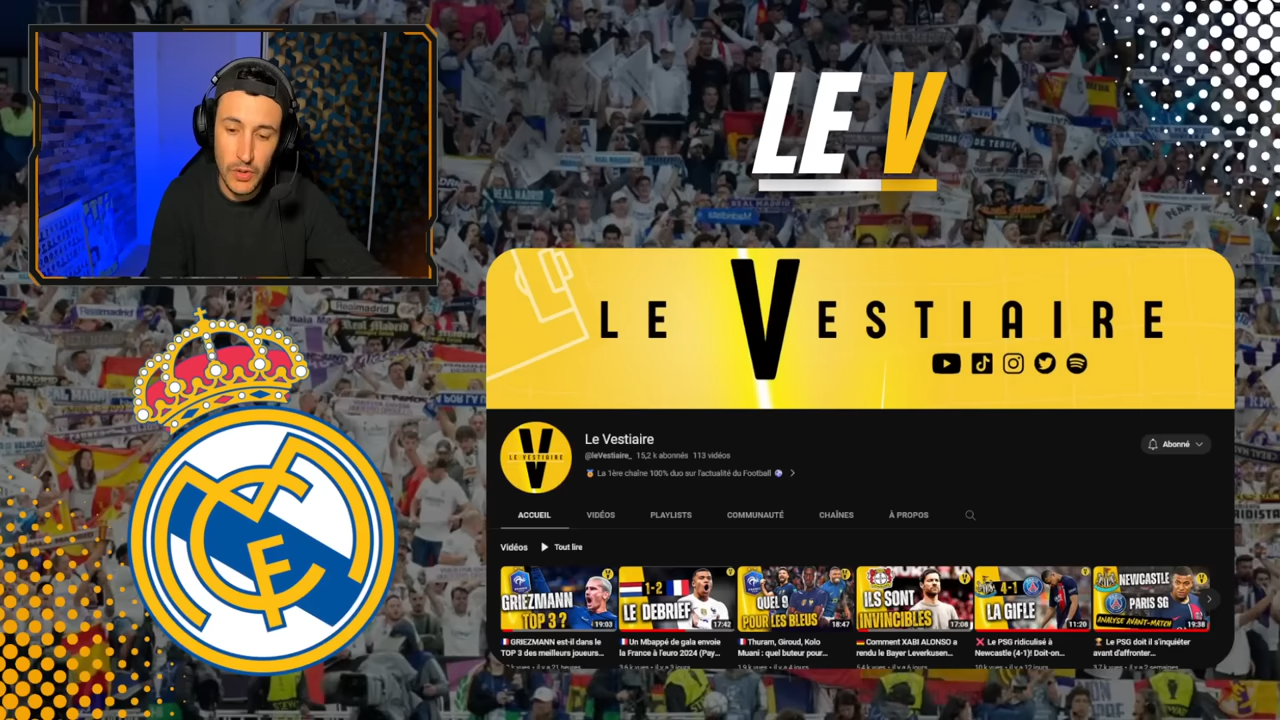 LE V
LE VESTIAIRE
Le Vestiaire
@leVestiaire_ 15,2 k abonnés 113 vidéos
🏅 La 1ère chaîne 100% duo sur l'actualité du Football ⚽ >
Abonné
V
LE VESTIAIRE
ACCUEIL VIDÉOS PLAYLISTS COMMUNAUTÉ CHAÎNES À PROPOS
Vidéos Tout lire
GRIEZMANN
TOP 3 ?
19:03
1-2
LE DEBRIEF
17:42
QUEL 9
POUR LES BLEUS
18:47
ILS SONT
INVINCIBLES
17:08
4-1
LA GIFLE
11:20
NEWCASTLE
PARIS SG
ANALYSE AVANT-MATCH
19:38
🇫🇷 GRIEZMANN est-il dans le
TOP 3 des meilleurs joueurs...
🇫🇷 Un Mbappé de gala envoie
la France à l'euro 2024 (Pay...
🇫🇷 Thuram, Giroud, Kolo
Muani : quel buteur pour...
🇩🇪 Comment XABI ALONSO a
rendu le Bayer Leverkusen...
❌ Le PSG ridiculisé à
Newcastle (4-1)! Doit-on...
🏆 Le PSG doit il s'inquiéter
avant d'affronter...
Realmadrid
REAL MADRID